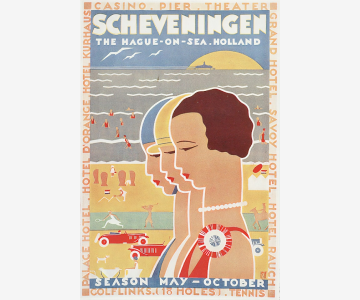 CASINO. PIER. THEATER
SCHEVENINGEN
THE HAGUE-ON-SEA. HOLLAND
PALACE HOTEL HOTEL D'ORANGE HOTEL KURHAUS
GRAND HOTEL SAVOY HOTEL HOTEL RAUCH
SEASON MAY - OCTOBER
GOLFLINKS (18 HOLES). TENNIS